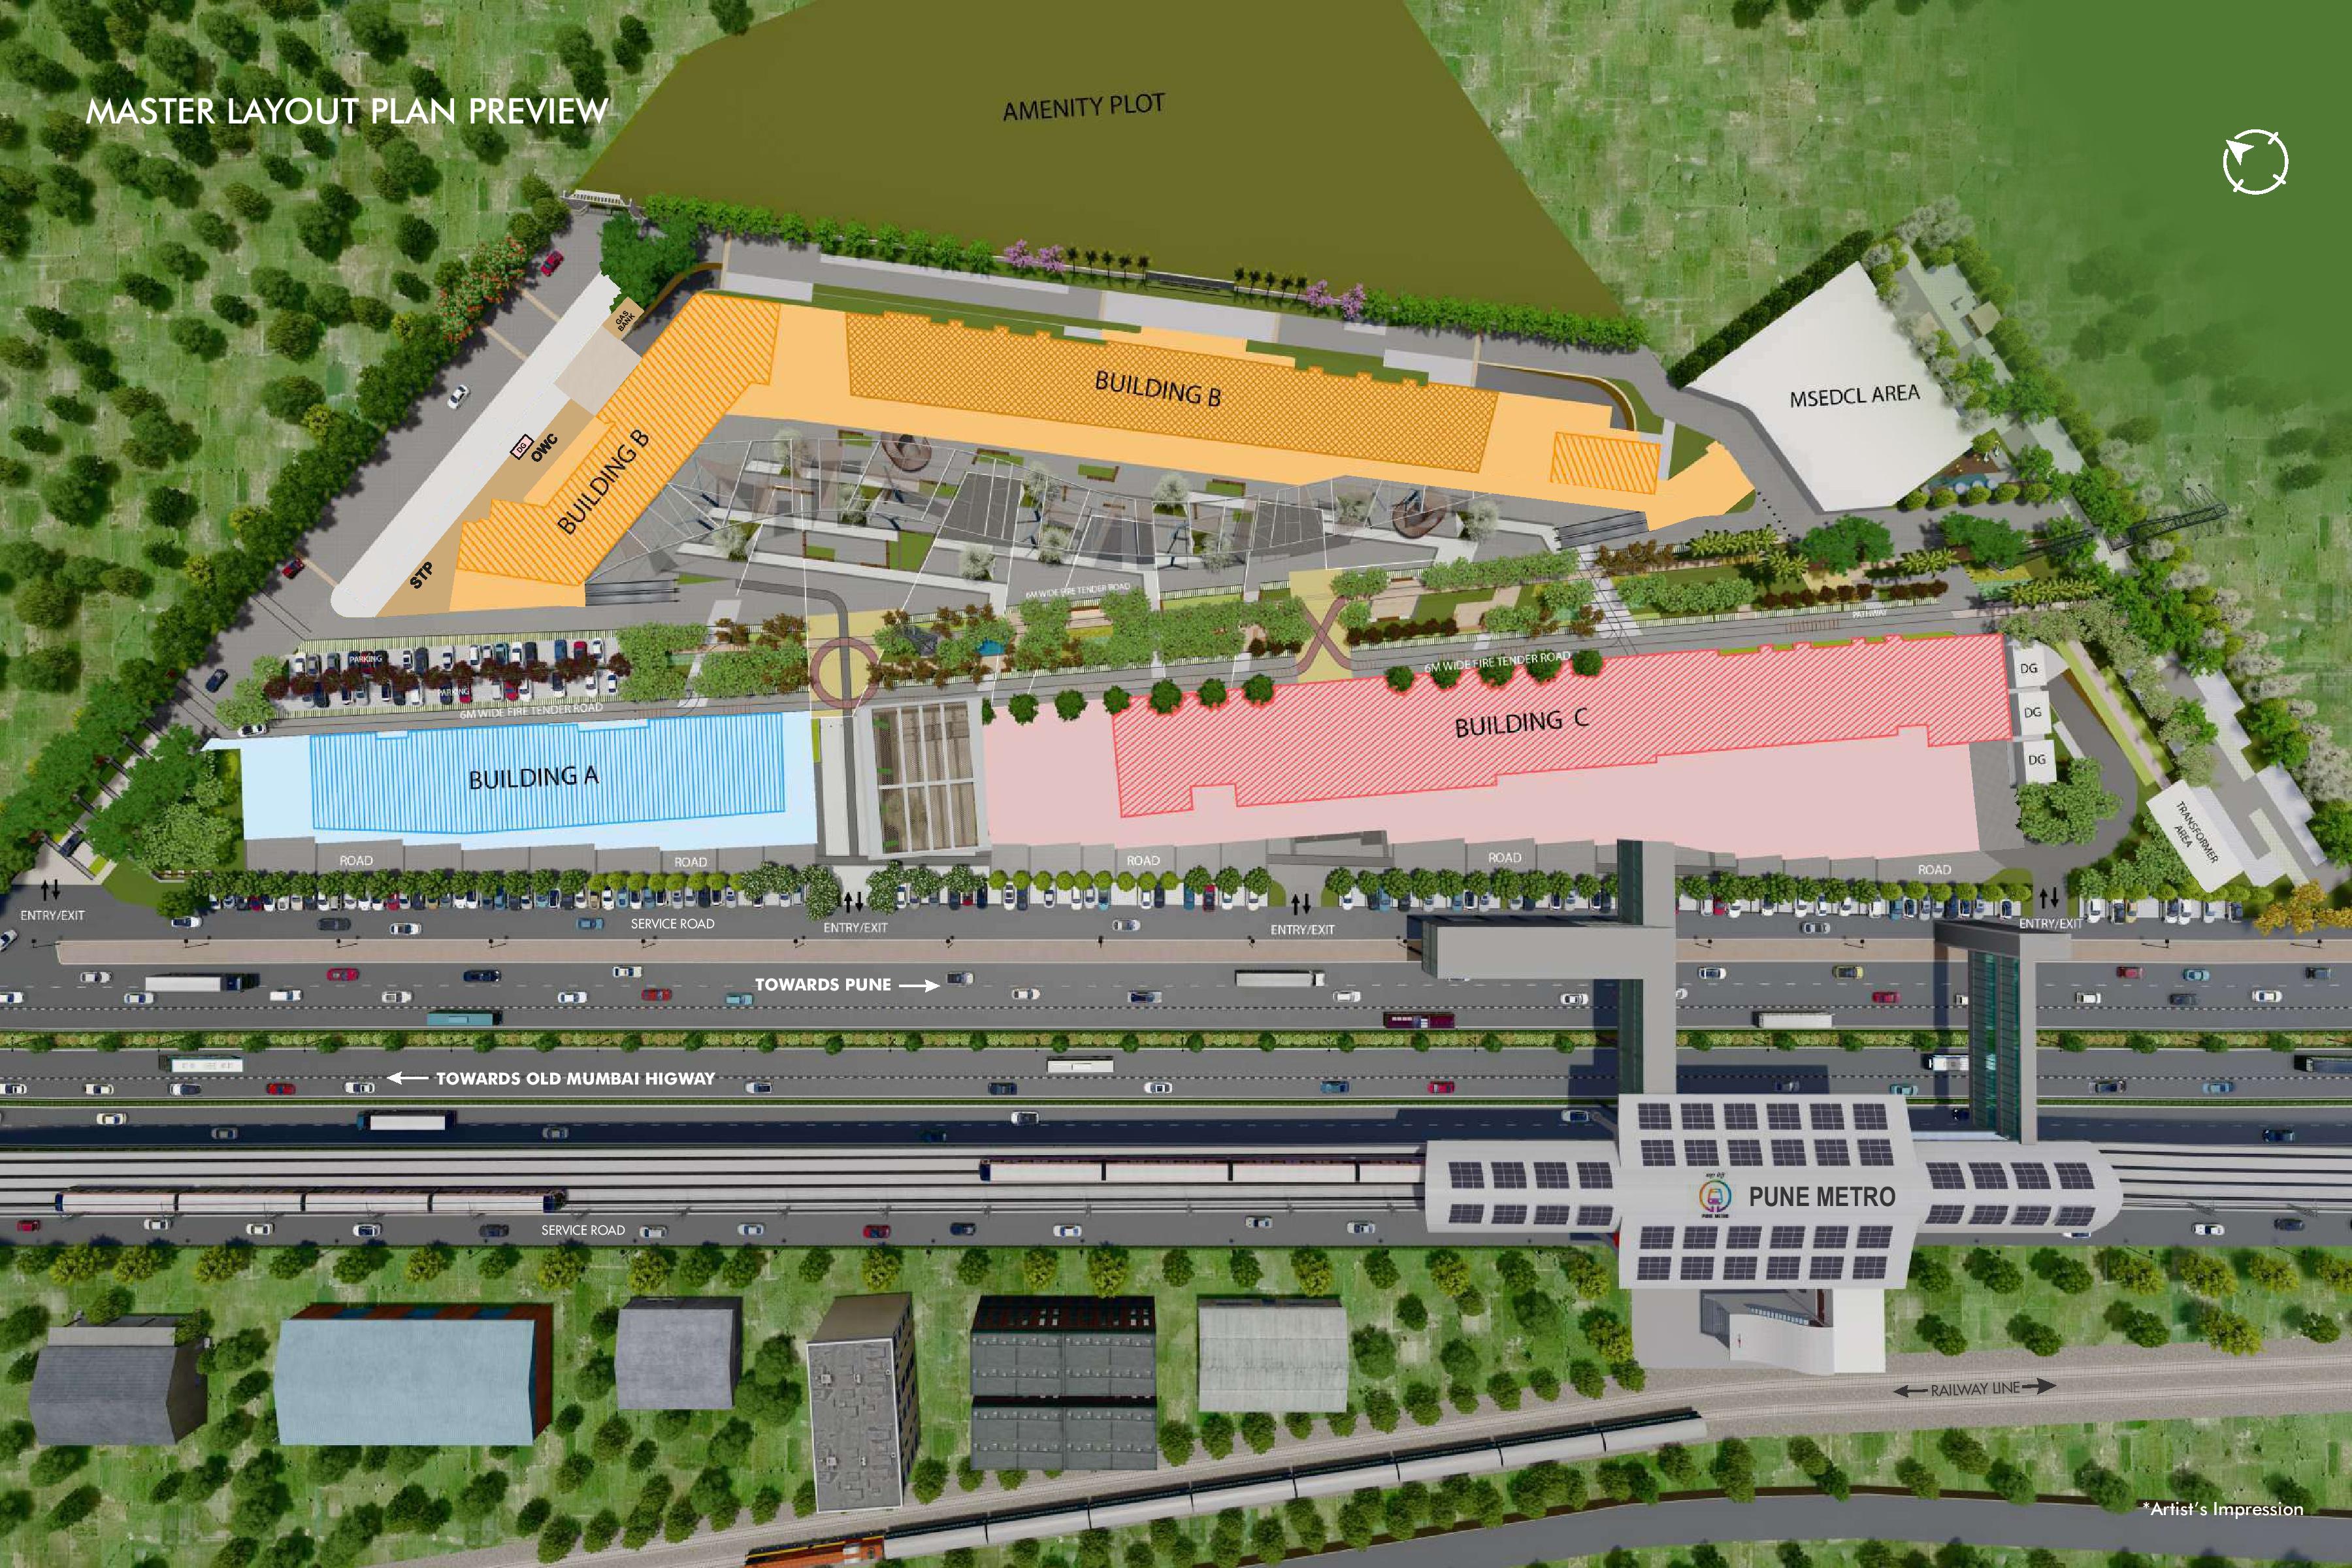 MASTER LAYOUT PLAN PREVIEW
AMENITY PLOT
GAS
BANK
BUILDING B
MSEDCL AREA
DG
OWC
BUILDING B
STP
6M WIDE FIRE TENDER ROAD
PATHWAY
PARKING
PARKING
6M WIDE FIRE TENDER ROAD
6M WIDE FIRE TENDER ROAD
DG
DG
DG
BUILDING A
BUILDING C
TRANSFORMER
AREA
ROAD
ROAD
ROAD
ROAD
ROAD
ENTRY/EXIT
SERVICE ROAD
ENTRY/EXIT
ENTRY/EXIT
ENTRY/EXIT
TOWARDS PUNE
TOWARDS OLD MUMBAI HIGWAY
PUNE METRO
PUNE METRO
SERVICE ROAD
RAILWAY LINE
*Artist's Impression